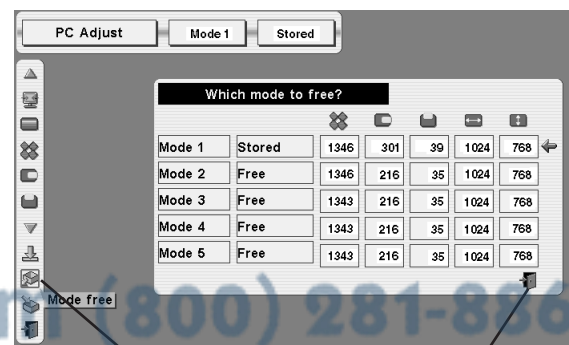 PC Adjust Mode 1 Stored
Which mode to free?
Mode 1 Stored 1346 301 39 1024 768
Mode 2 Free 1346 216 35 1024 768
Mode 3 Free 1343 216 35 1024 768
Mode 4 Free 1343 216 35 1024 768
Mode 5 Free 1343 216 35 1024 768
Mode free
(800) 281-886